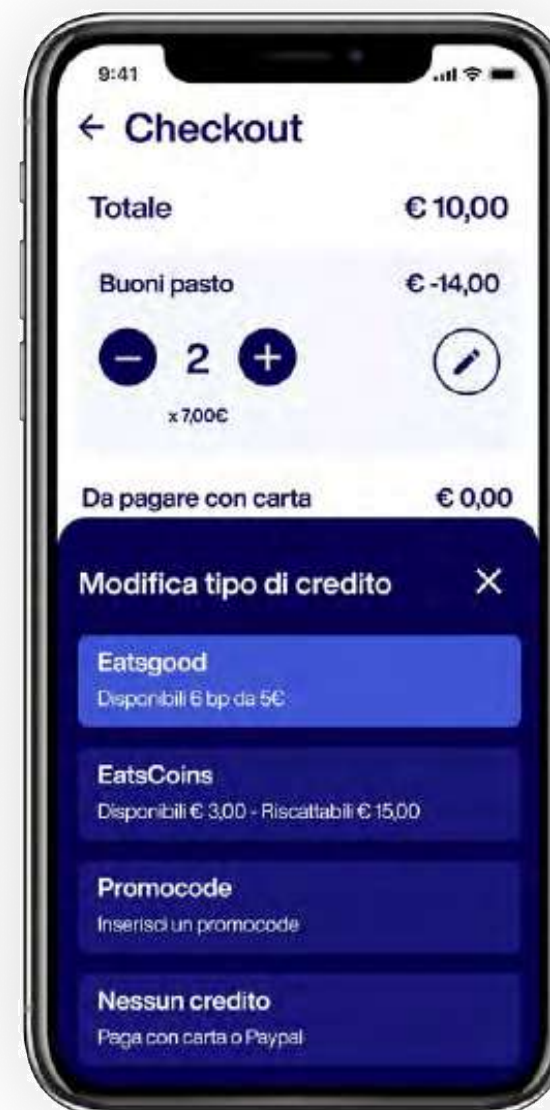 9:41
← Checkout
Totale € 10,00
Buoni pasto € -14,00
− 2 +
x 7,00€
Da pagare con carta € 0,00
Modifica tipo di credito ×
Eatsgood
Disponibili 6 bp da 5€
EatsCoins
Disponibili € 3,00 - Riscattabili € 15,00
Promocode
Inserisci un promocode
Nessun credito
Paga con carta o Paypal